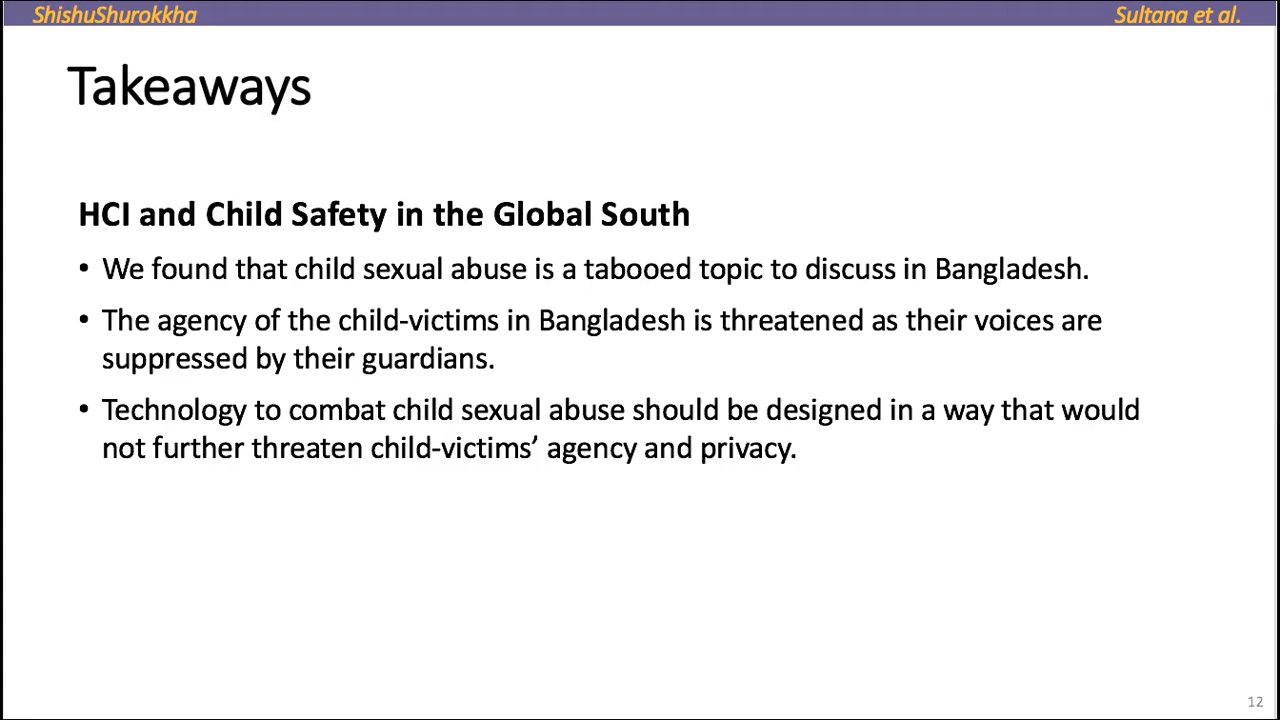 ShishuShurokkha
Sultana et al.
Takeaways
HCI and Child Safety in the Global South
• We found that child sexual abuse is a tabooed topic to discuss in Bangladesh.
• The agency of the child-victims in Bangladesh is threatened as their voices are
suppressed by their guardians.
• Technology to combat child sexual abuse should be designed in a way that would
not further threaten child-victims’ agency and privacy.
12